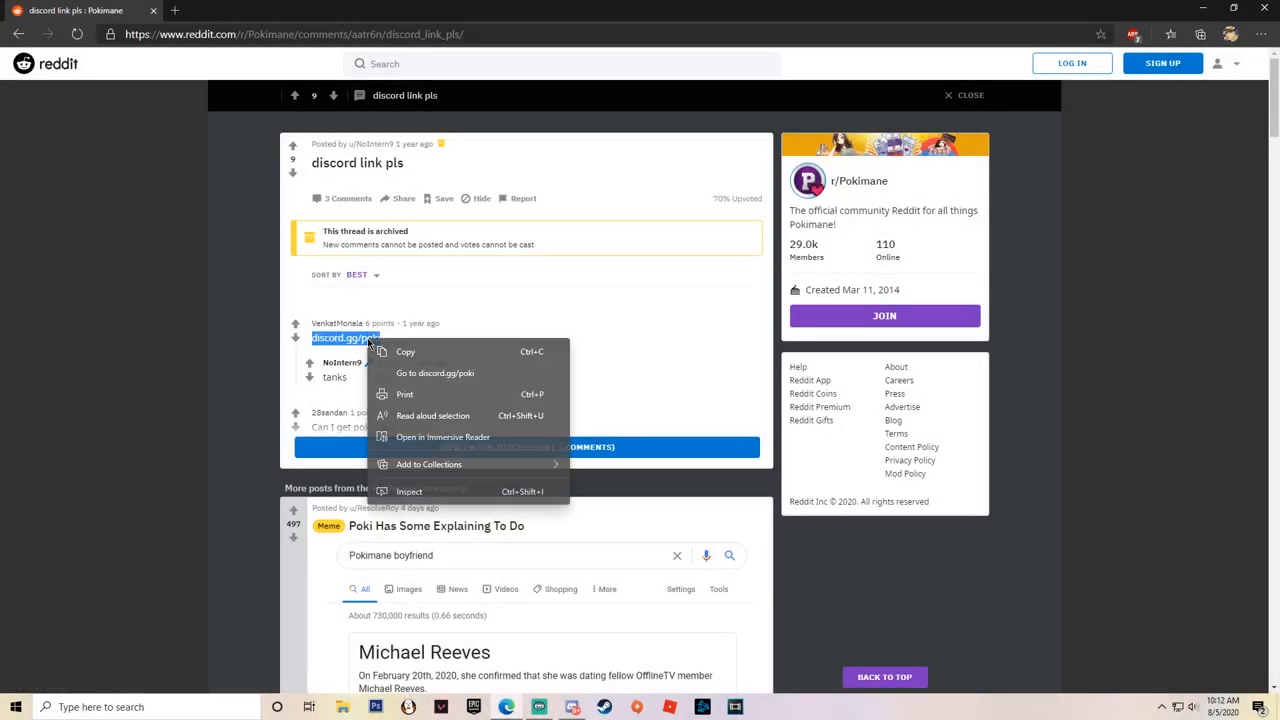 discord link pls : Pokimane
https://www.reddit.com/r/Pokimane/comments/aatr6n/discord_link_pls/
reddit
Search
LOG IN
SIGN UP
9
discord link pls
CLOSE
Posted by u/NoIntern9 1 year ago
9
discord link pls
3 Comments
Share
Save
Hide
Report
70% Upvoted
This thread is archived
New comments cannot be posted and votes cannot be cast
SORT BY BEST
VenkatMonala 6 points · 1 year ago
discord.gg/poki
NoIntern9
tanks
28sandan
Can I get
COMMENTS)
Copy Ctrl+C
Go to discord.gg/poki
Print Ctrl+P
Read aloud selection Ctrl+Shift+U
Open in Immersive Reader
Add to Collections
Inspect Ctrl+Shift+I
More posts from the
Posted by u/ResolveRoy 4 days ago
497
Meme Poki Has Some Explaining To Do
Pokimane boyfriend
All
Images
News
Videos
Shopping
More
Settings
Tools
About 730,000 results (0.66 seconds)
Michael Reeves
On February 20th, 2020, she confirmed that she was dating fellow OfflineTV member
Michael Reeves.
r/Pokimane
The official community Reddit for all things
Pokimane!
29.0k
Members
110
Online
Created Mar 11, 2014
JOIN
Help
Reddit App
Reddit Coins
Reddit Premium
Reddit Gifts
About
Careers
Press
Advertise
Blog
Terms
Content Policy
Privacy Policy
Mod Policy
Reddit Inc © 2020. All rights reserved
BACK TO TOP
Type here to search
10:12 AM
8/5/2020